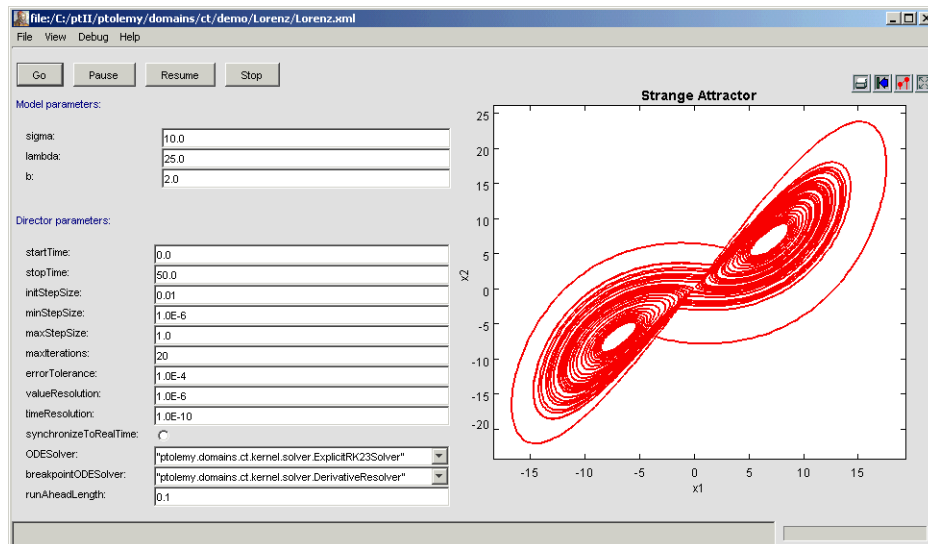 file:/C:/ptII/ptolemy/domains/ct/demo/Lorenz/Lorenz.xml
File View Debug Help
Go Pause Resume Stop
Model parameters:
sigma: 10.0
lambda: 25.0
b: 2.0
Director parameters:
startTime: 0.0
stopTime: 50.0
initStepSize: 0.01
minStepSize: 1.0E-6
maxStepSize: 1.0
maxIterations: 20
errorTolerance: 1.0E-4
valueResolution: 1.0E-6
timeResolution: 1.0E-10
synchronizeToRealTime:
ODESolver: "ptolemy.domains.ct.kernel.solver.ExplicitRK23Solver"
breakpointODESolver: "ptolemy.domains.ct.kernel.solver.DerivativeResolver"
runAheadLength: 0.1
Strange Attractor
25
20
15
10
5
0
-5
-10
-15
-20
x2
-15 -10 -5 0 5 10 15
x1